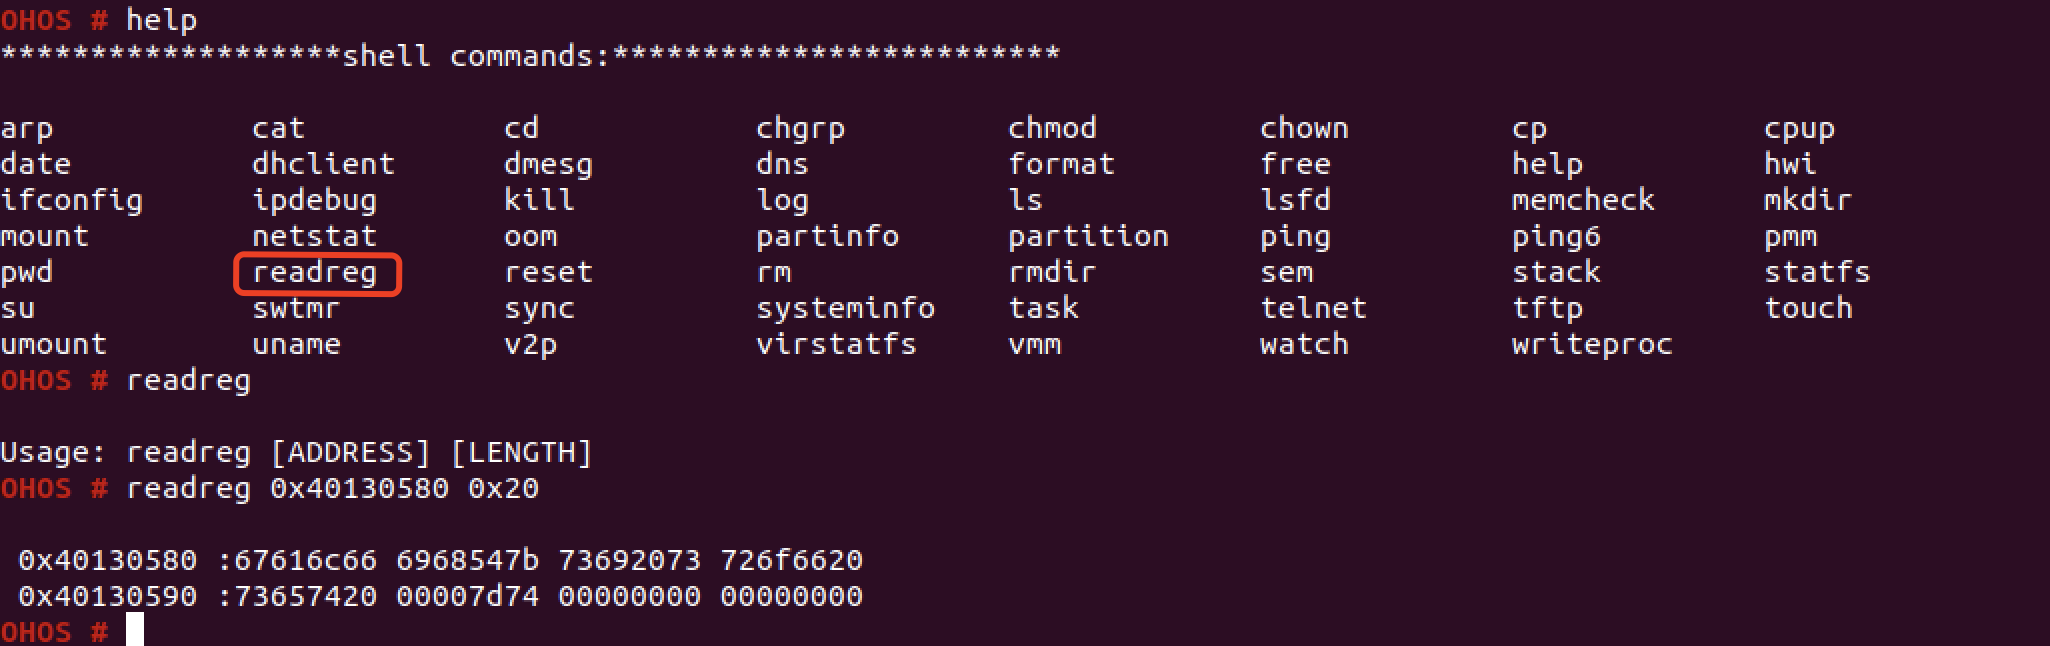 OHOS # help
*******************shell commands:*************************

arp cat cd chgrp chmod chown cp cpup
date dhclient dmesg dns format free help hwi
ifconfig ipdebug kill log ls lsfd memcheck mkdir
mount netstat oom partinfo partition ping ping6 pmm
pwd readreg reset rm rmdir sem stack statfs
su swtmr sync systeminfo task telnet tftp touch
umount uname v2p virstatfs vmm watch writeproc
OHOS # readreg

Usage: readreg [ADDRESS] [LENGTH]
OHOS # readreg 0x40130580 0x20

0x40130580 :67616c66 6968547b 73692073 726f6620
0x40130590 :73657420 00007d74 00000000 00000000
OHOS #